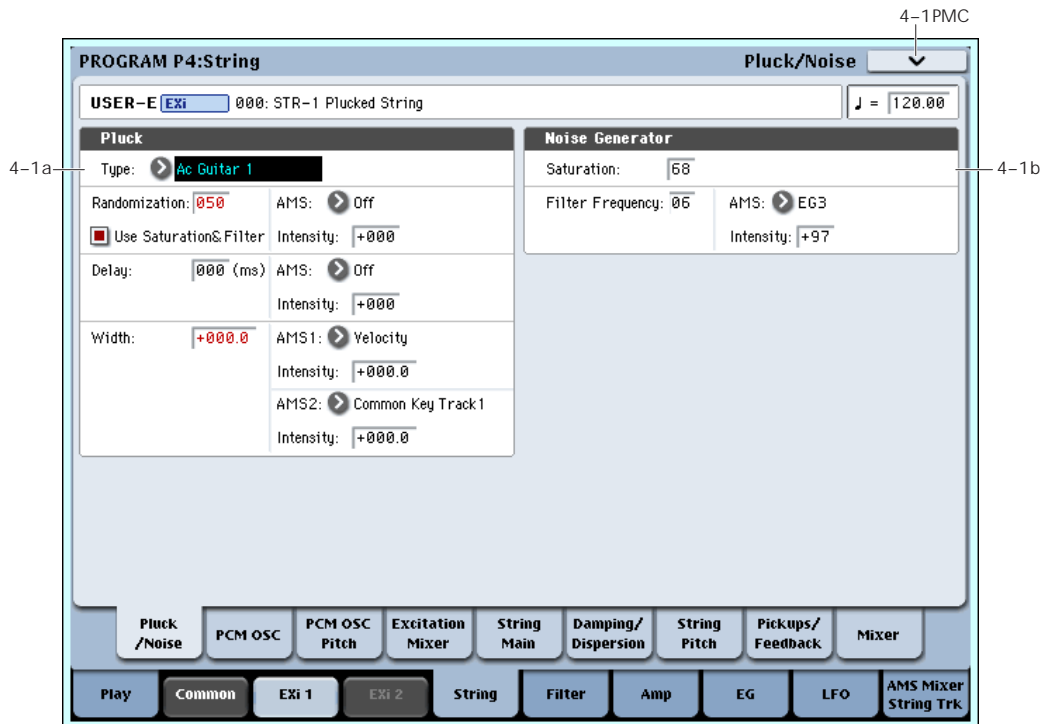 4–1PMC
PROGRAM P4:String
Pluck/Noise
USER–E EXi 000: STR–1 Plucked String
♩ = 120.00
4–1a
Pluck
Type: Ac Guitar 1
Randomization: 050 AMS: Off
Use Saturation&Filter Intensity: +000
Delay: 000 (ms) AMS: Off
Intensity: +000
Width: +000.0 AMS1: Velocity
Intensity: +000.0
AMS2: Common Key Track1
Intensity: +000.0
Noise Generator
Saturation: 68
4–1b
Filter Frequency: 06 AMS: EG3
Intensity: +97
Pluck
/Noise
PCM OSC
PCM OSC
Pitch
Excitation
Mixer
String
Main
Damping/
Dispersion
String
Pitch
Pickups/
Feedback
Mixer
Play
Common
EXi 1
EXi 2
String
Filter
Amp
EG
LFO
AMS Mixer
String Trk